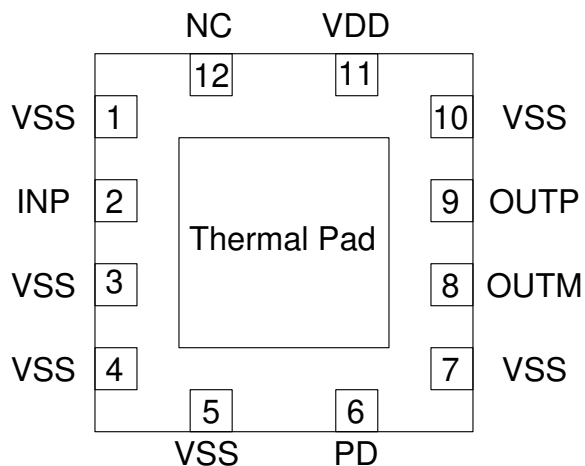 NC VDD
12 11
VSS 1 10 VSS
INP 2 9 OUTP
Thermal Pad
VSS 3 8 OUTM
VSS 4 7 VSS
5 6
VSS PD